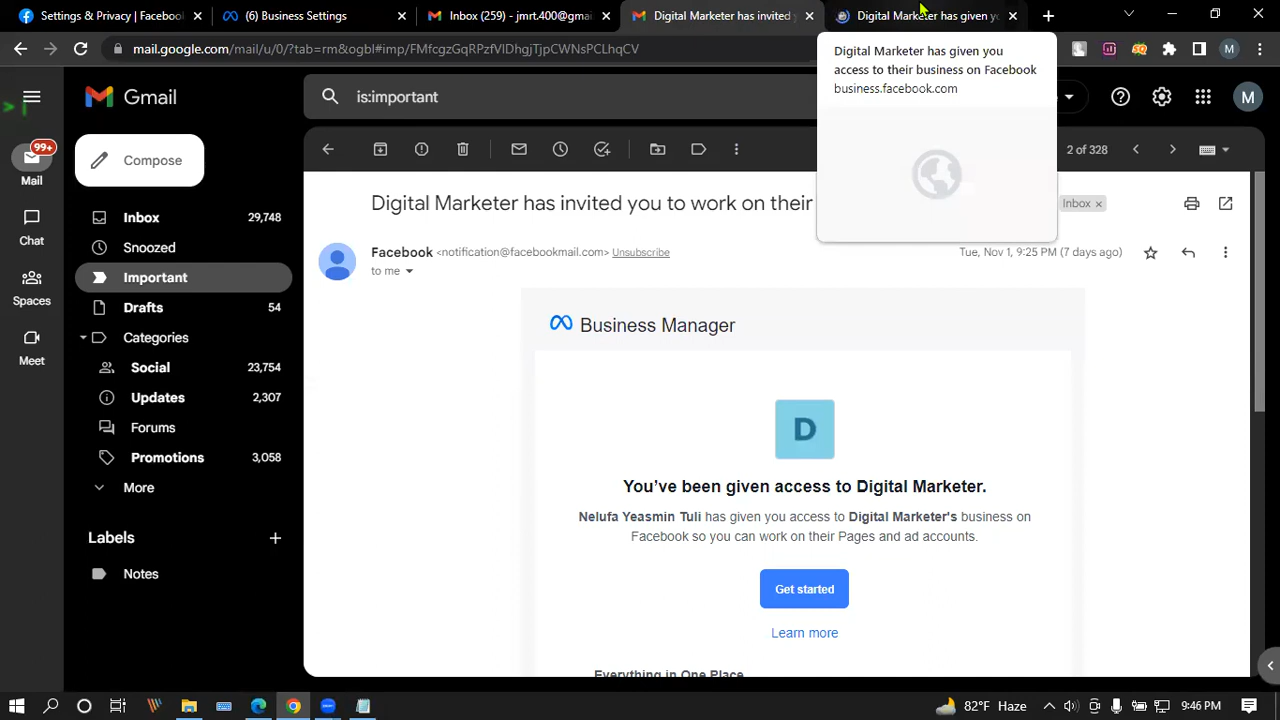 Settings & Privacy | Facebook
(6) Business Settings
Inbox (259) - jmrt.400@gmai
Digital Marketer has invited
Digital Marketer has given yo
mail.google.com/mail/u/0/?tab=rm&ogbl#imp/FMfcgzGqRPzfVlDhgjTjpCWNsPCLhqCV
M
Digital Marketer has given you
access to their business on Facebook
business.facebook.com
Gmail
is:important
M
99+
Mail
Compose
2 of 328
Chat
Inbox 29,748
Digital Marketer has invited you to work on their
Inbox ×
Snoozed
Facebook <notification@facebookmail.com> Unsubscribe
Tue, Nov 1, 9:25 PM (7 days ago)
to me
Important
Spaces
Drafts 54
Business Manager
Meet
Categories
Social 23,754
Updates 2,307
Forums
D
Promotions 3,058
More
You've been given access to Digital Marketer.
Nelufa Yeasmin Tuli has given you access to Digital Marketer's business on
Facebook so you can work on their Pages and ad accounts.
Labels
Notes
Get started
Learn more
Everything in One Place
82°F Haze
9:46 PM